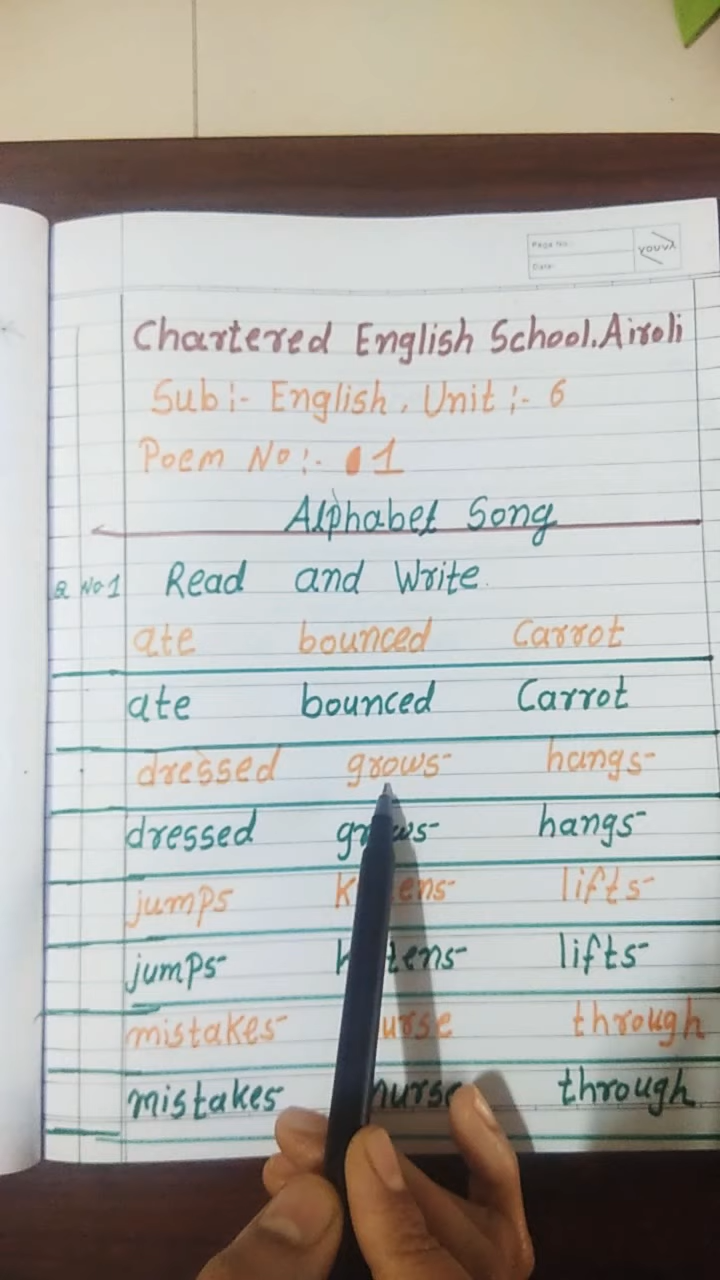 Page No.:
Date:
YOUVA
Chartered English School, Airoli
Sub :- English, Unit :- 6
Poem No :- 1
Alphabet Song
Q No 1 Read and Write.
ate bounced Carrot
ate bounced Carrot
dressed grows hangs
dressed grows hangs
jumps lifts
jumps lifts
mistakes through
mistakes nurse through